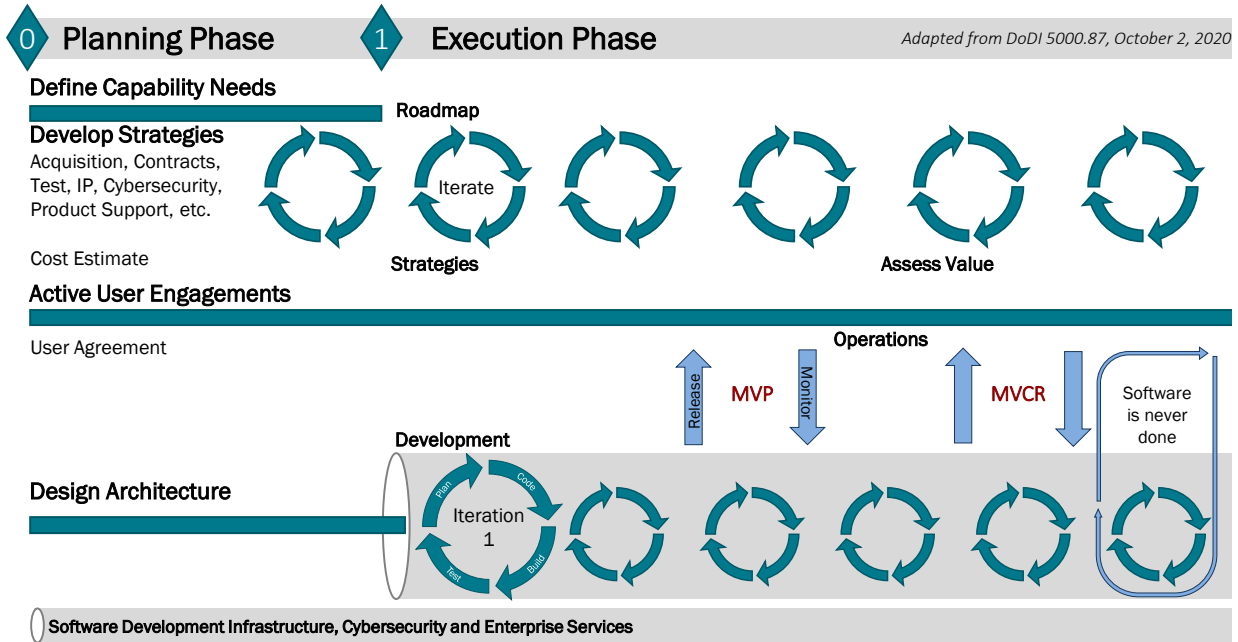 0 Planning Phase
1 Execution Phase
Adapted from DoDI 5000.87, October 2, 2020
Define Capability Needs
Roadmap
Develop Strategies
Acquisition, Contracts,
Test, IP, Cybersecurity,
Product Support, etc.
Iterate
Cost Estimate
Strategies
Assess Value
Active User Engagements
User Agreement
Operations
Release
MVP
Monitor
MVCR
Software
is never
done
Development
Design Architecture
Plan
Code
Iteration
1
Test
Build
Software Development Infrastructure, Cybersecurity and Enterprise Services